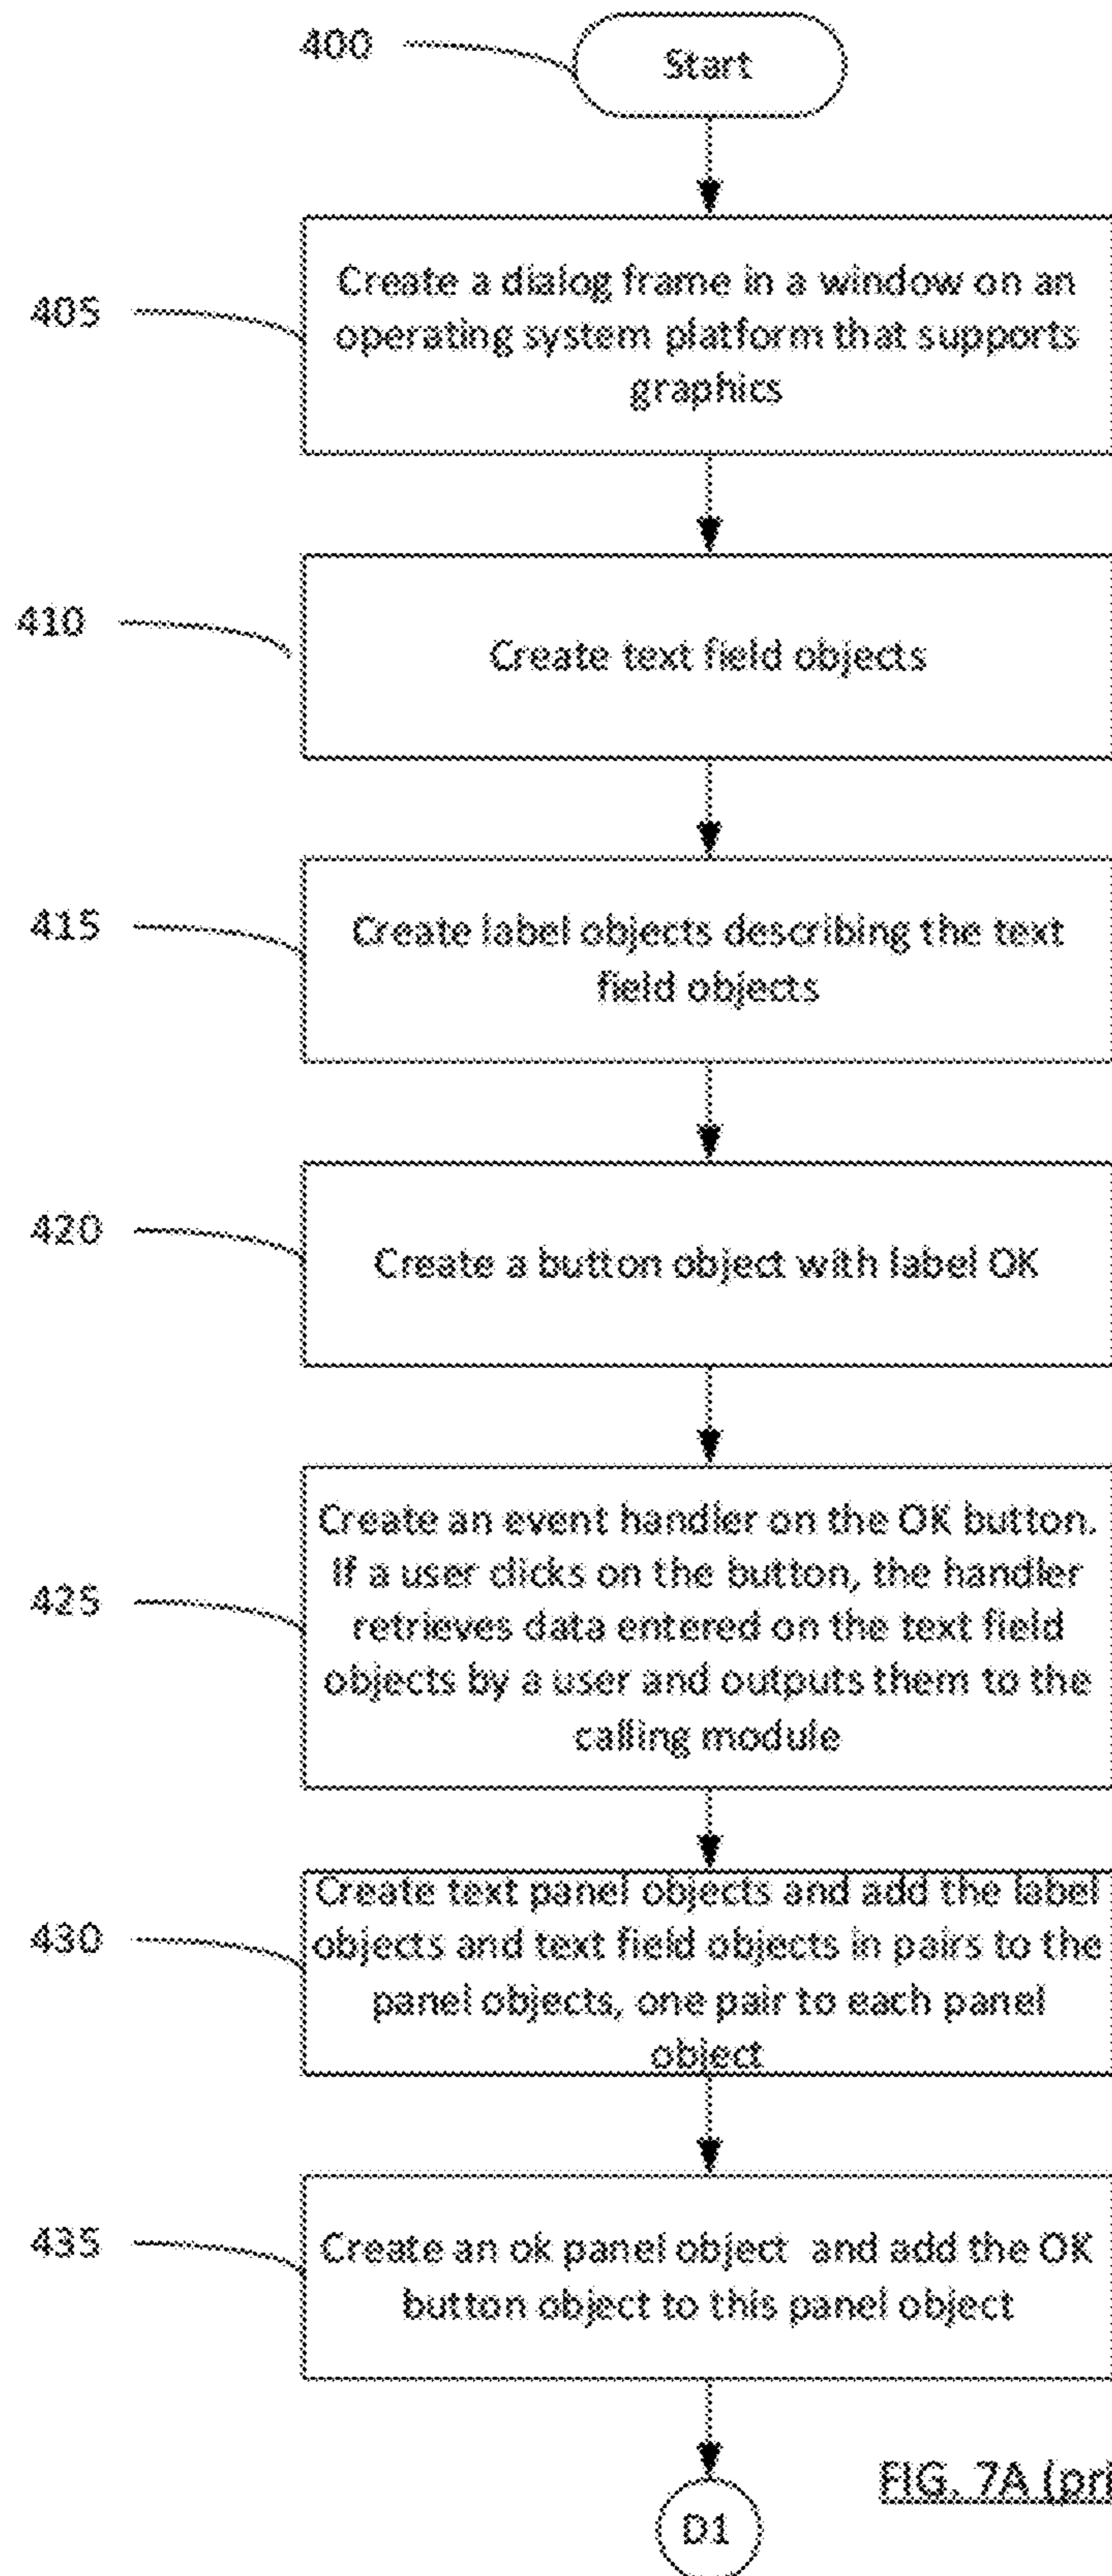 400
Start
405
Create a dialog frame in a window on an
operating system platform that supports
graphics
410
Create text field objects
415
Create label objects describing the text
field objects
420
Create a button object with label OK
425
Create an event handler on the OK button.
If a user clicks on the button, the handler
retrieves data entered on the text field
objects by a user and outputs them to the
calling module
430
Create text panel objects and add the label
objects and text field objects in pairs to the
panel objects, one pair to each panel
object
435
Create an ok panel object and add the OK
button object to this panel object
FIG. 7A
D1